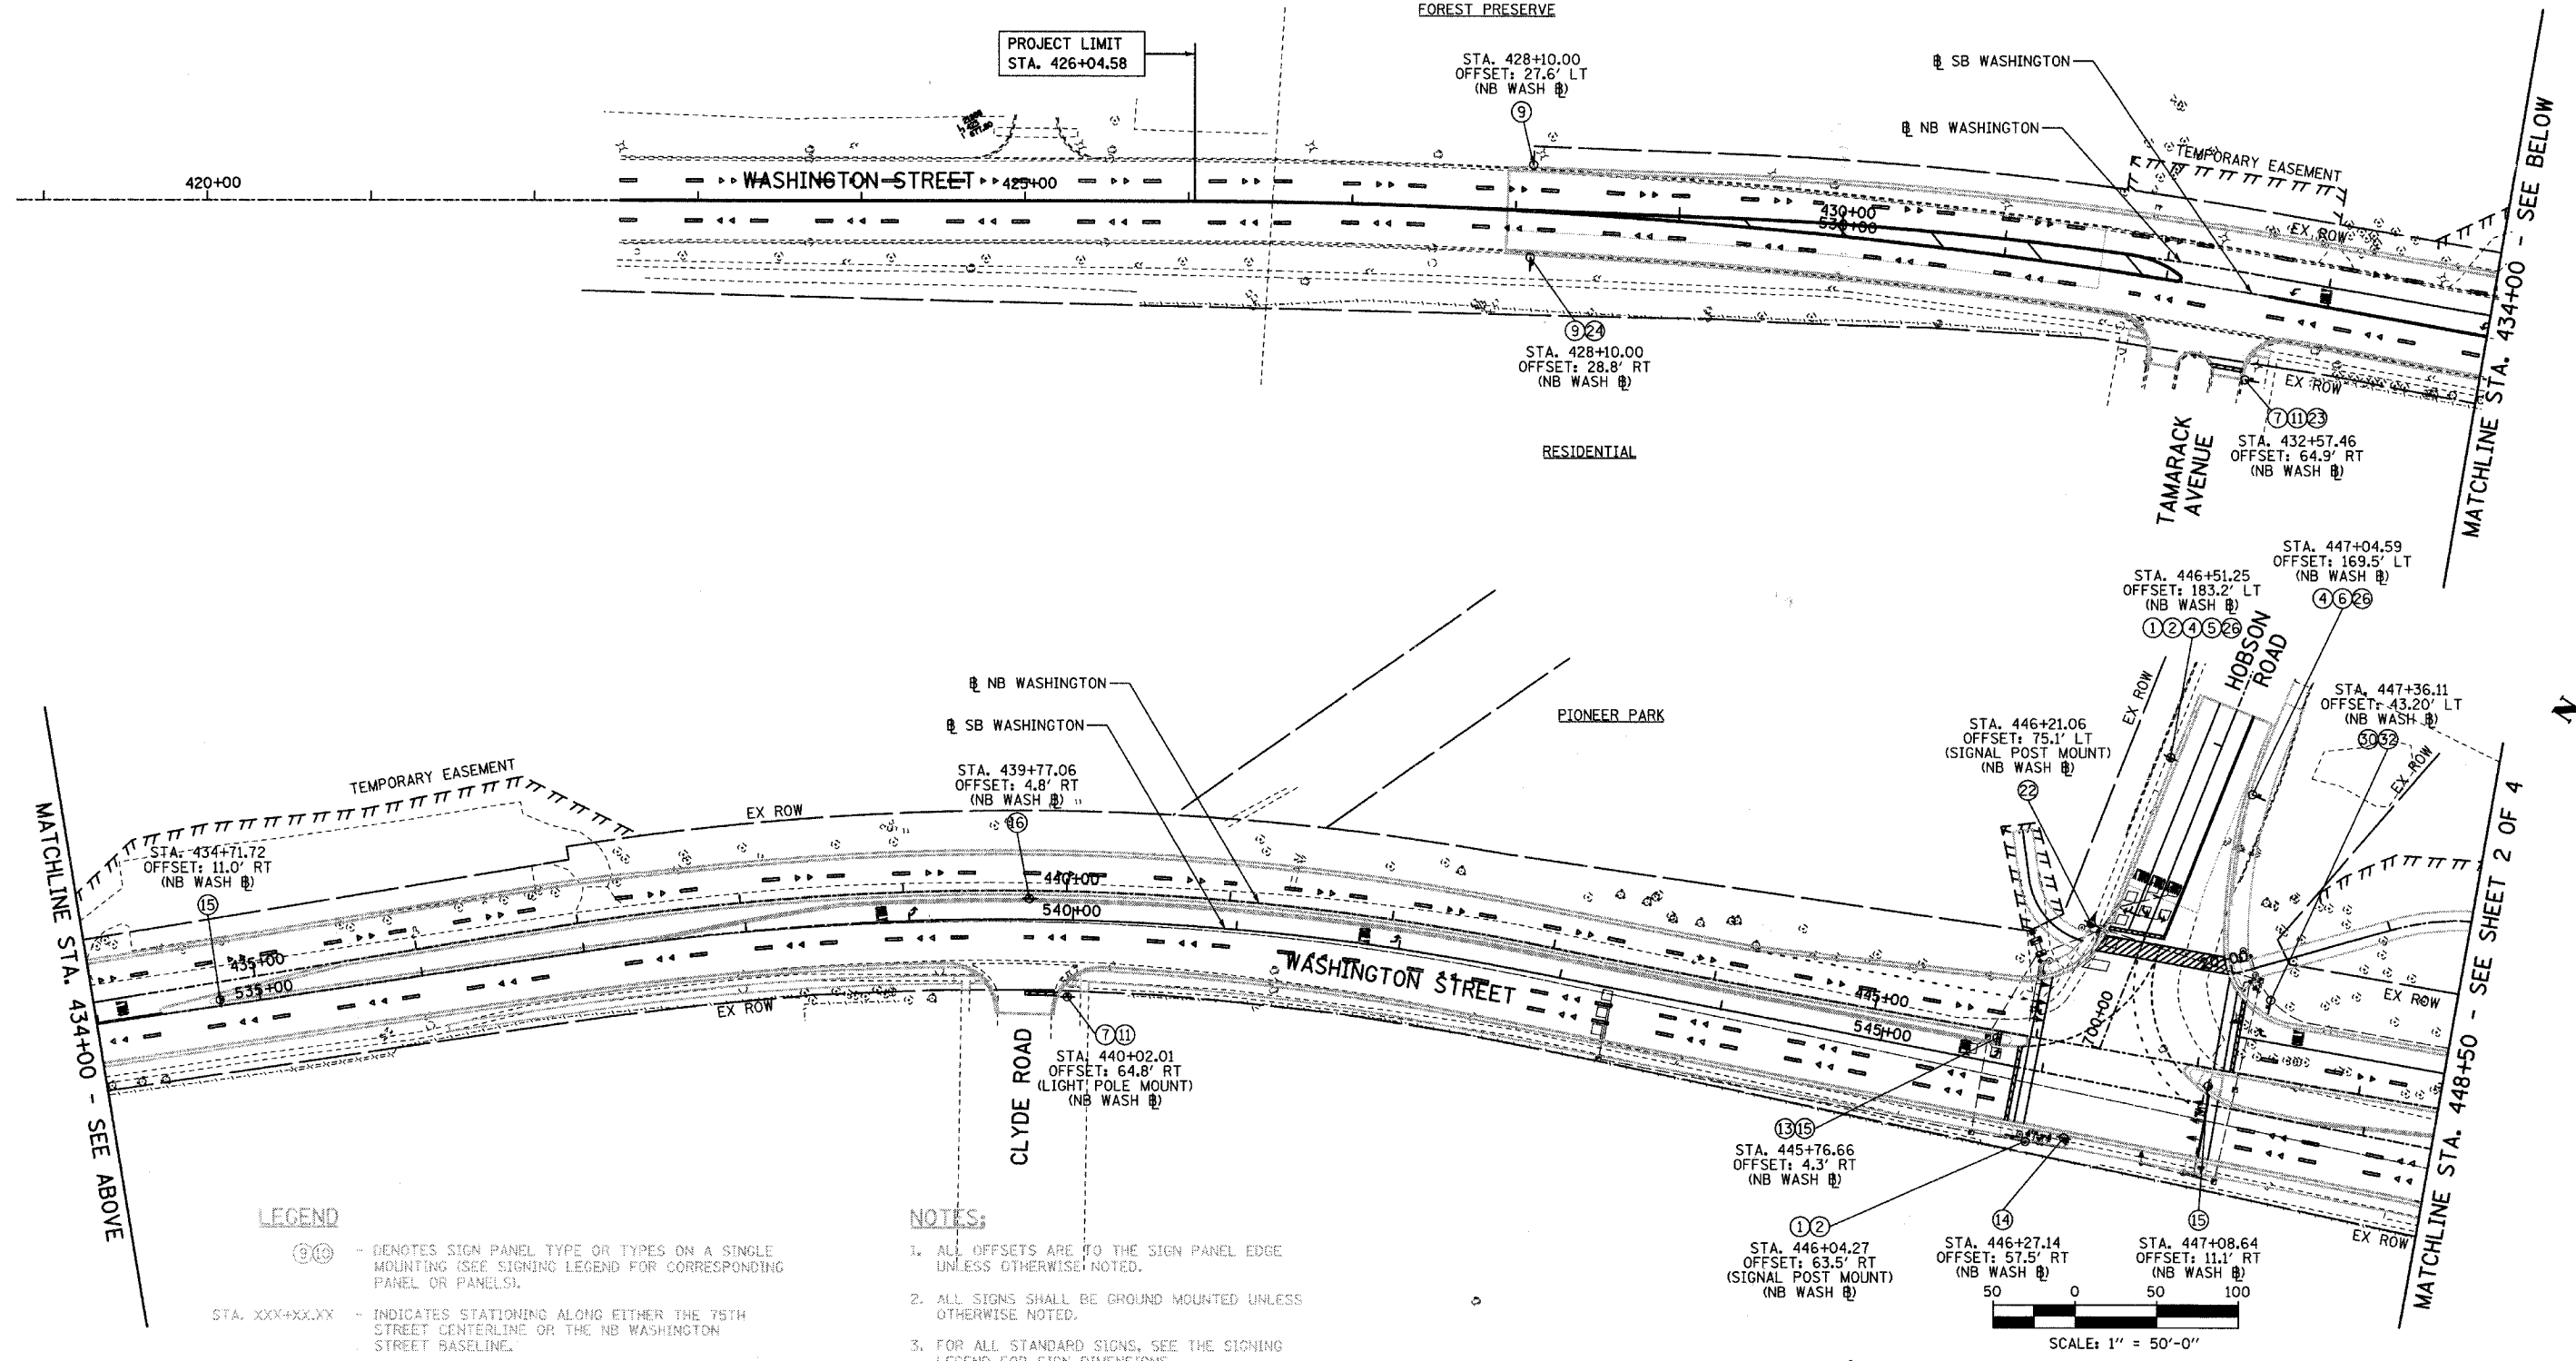 FOREST PRESERVE
PROJECT LIMIT
STA. 426+04.58
STA. 428+10.00
OFFSET: 27.6' LT
(NB WASH ℄)
9
℄ SB WASHINGTON
℄ NB WASHINGTON
TEMPORARY EASEMENT
420+00
WASHINGTON STREET
425+00
430+00
530+00
EX ROW
9 24
STA. 428+10.00
OFFSET: 28.8' RT
(NB WASH ℄)
EX ROW
7 11 23
STA. 432+57.46
OFFSET: 64.9' RT
(NB WASH ℄)
RESIDENTIAL
TAMARACK
AVENUE
MATCHLINE STA. 434+00 - SEE BELOW
STA. 447+04.59
OFFSET: 169.5' LT
(NB WASH ℄)
4 6 26
STA. 446+51.25
OFFSET: 183.2' LT
(NB WASH ℄)
1 2 4 5 26
HOBSON
ROAD
EX ROW
STA. 447+36.11
OFFSET: 43.20' LT
(NB WASH ℄)
30 32
EX ROW
N
℄ NB WASHINGTON
℄ SB WASHINGTON
PIONEER PARK
STA. 446+21.06
OFFSET: 75.1' LT
(SIGNAL POST MOUNT)
(NB WASH ℄)
22
TEMPORARY EASEMENT
STA. 439+77.06
OFFSET: 4.8' RT
(NB WASH ℄)
16
EX ROW
MATCHLINE STA. 434+00 - SEE ABOVE
STA. 434+71.72
OFFSET: 11.0' RT
(NB WASH ℄)
15
435+00
535+00
440+00
540+00
WASHINGTON STREET
445+00
545+00
700+00
EX ROW
EX ROW
CLYDE ROAD
7 11
STA. 440+02.01
OFFSET: 64.8' RT
(LIGHT POLE MOUNT)
(NB WASH ℄)
13 15
STA. 445+76.66
OFFSET: 4.3' RT
(NB WASH ℄)
1 2
STA. 446+04.27
OFFSET: 63.5' RT
(SIGNAL POST MOUNT)
(NB WASH ℄)
14
STA. 446+27.14
OFFSET: 57.5' RT
(NB WASH ℄)
15
STA. 447+08.64
OFFSET: 11.1' RT
(NB WASH ℄)
EX ROW
MATCHLINE STA. 448+50 - SEE SHEET 2 OF 4
50 0 50 100
SCALE: 1" = 50'-0"
LEGEND
9 10 - DENOTES SIGN PANEL TYPE OR TYPES ON A SINGLE
MOUNTING (SEE SIGNING LEGEND FOR CORRESPONDING
PANEL OR PANELS).
STA. XXX+XX.XX - INDICATES STATIONING ALONG EITHER THE 75TH
STREET CENTERLINE OR THE NB WASHINGTON
STREET BASELINE.
NOTES:
1. ALL OFFSETS ARE TO THE SIGN PANEL EDGE
UNLESS OTHERWISE NOTED.
2. ALL SIGNS SHALL BE GROUND MOUNTED UNLESS
OTHERWISE NOTED.
3. FOR ALL STANDARD SIGNS, SEE THE SIGNING
LEGEND FOR SIGN DIMENSIONS